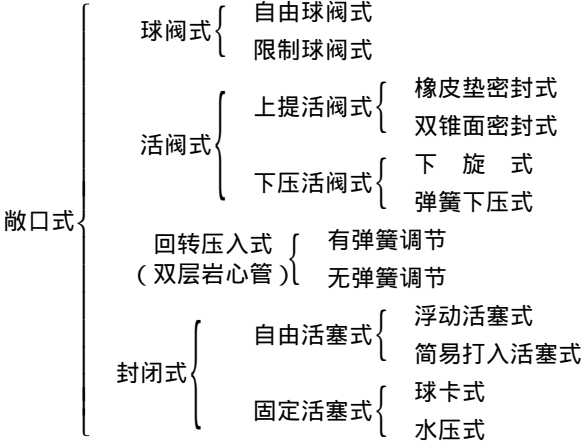 自由球阀式
球阀式
限制球阀式
橡皮垫密封式
上提活阀式
双锥面密封式
活阀式
下 旋 式
下压活阀式
弹簧下压式
敞口式
回转压入式
(双层岩心管)
有弹簧调节
无弹簧调节
浮动活塞式
自由活塞式
简易打入活塞式
封闭式
球卡式
固定活塞式
水压式